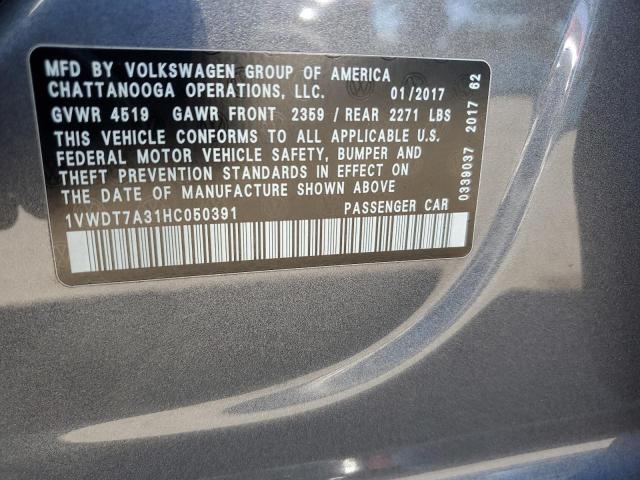 MFD BY VOLKSWAGEN GROUP OF AMERICA
CHATTANOOGA OPERATIONS, LLC. 01/2017
GVWR 4519 GAWR FRONT 2359 / REAR 2271 LBS
THIS VEHICLE CONFORMS TO ALL APPLICABLE U.S.
FEDERAL MOTOR VEHICLE SAFETY, BUMPER AND
THEFT PREVENTION STANDARDS IN EFFECT ON
THE DATE OF MANUFACTURE SHOWN ABOVE
1VWDT7A31HC050391 PASSENGER CAR
0339037 2017 62